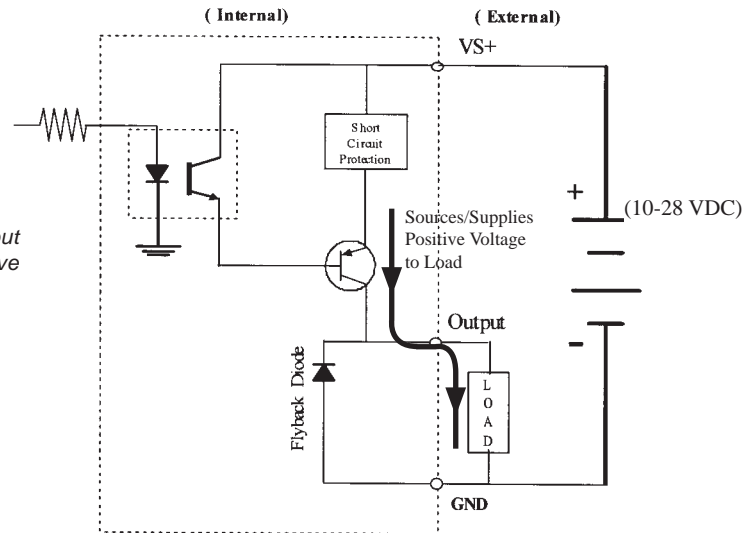 ( Internal)
( External)
VS+
Short
Circuit
Protection
+
(10-28 VDC)
Sources/Supplies
Positive Voltage
to Load
Output
-
Flyback Diode
L
O
A
D
GND